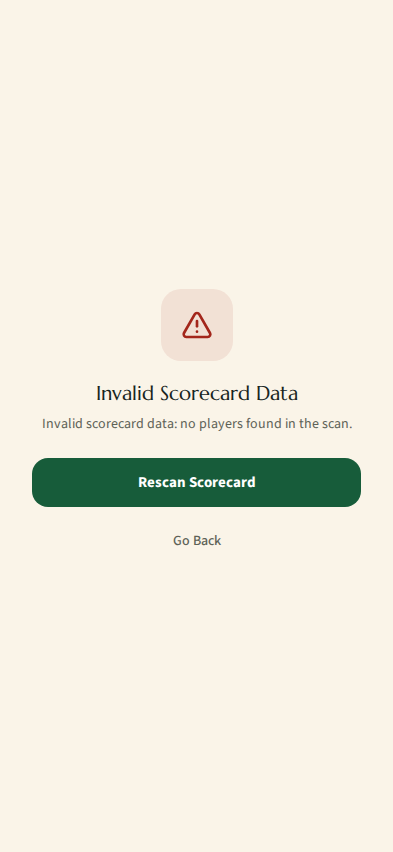 Invalid Scorecard Data
Invalid scorecard data: no players found in the scan.
Rescan Scorecard
Go Back